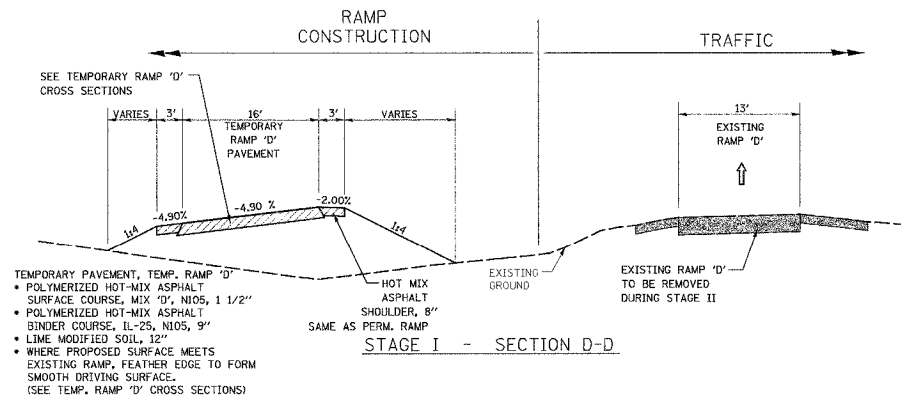 RAMP
CONSTRUCTION
TRAFFIC
SEE TEMPORARY RAMP 'D'
CROSS SECTIONS
VARIES
3'
16'
3'
VARIES
TEMPORARY
RAMP 'D'
PAVEMENT
13'
EXISTING
RAMP 'D'
-4.90%
-4.90 %
-2.00%
1:4
1:4
TEMPORARY PAVEMENT, TEMP. RAMP 'D'
• POLYMERIZED HOT-MIX ASPHALT
SURFACE COURSE, MIX 'D', N105, 1 1/2"
• POLYMERIZED HOT-MIX ASPHALT
BINDER COURSE, IL-25, N105, 9"
• LIME MODIFIED SOIL, 12"
• WHERE PROPOSED SURFACE MEETS
EXISTING RAMP, FEATHER EDGE TO FORM
SMOOTH DRIVING SURFACE.
(SEE TEMP. RAMP 'D' CROSS SECTIONS)
HOT MIX
ASPHALT
SHOULDER, 8"
SAME AS PERM. RAMP
EXISTING
GROUND
EXISTING RAMP 'D'
TO BE REMOVED
DURING STAGE II
STAGE I - SECTION D-D